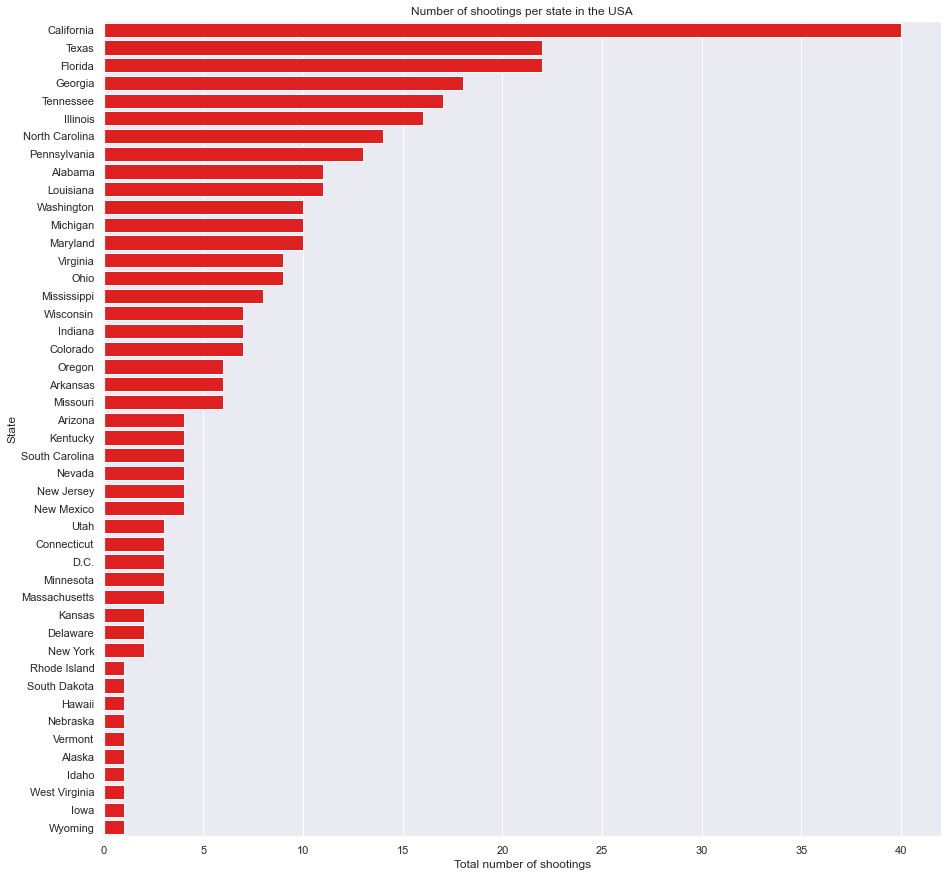 Number of shootings per state in the USA
California
Texas
Florida
Georgia
Tennessee
Illinois
North Carolina
Pennsylvania
Alabama
Louisiana
Washington
Michigan
Maryland
Virginia
Ohio
Mississippi
Wisconsin
Indiana
Colorado
Oregon
Arkansas
Missouri
Arizona
Kentucky
South Carolina
Nevada
New Jersey
New Mexico
Utah
Connecticut
D.C.
Minnesota
Massachusetts
Kansas
Delaware
New York
Rhode Island
South Dakota
Hawaii
Nebraska
Vermont
Alaska
Idaho
West Virginia
Iowa
Wyoming
State
0 5 10 15 20 25 30 35 40
Total number of shootings